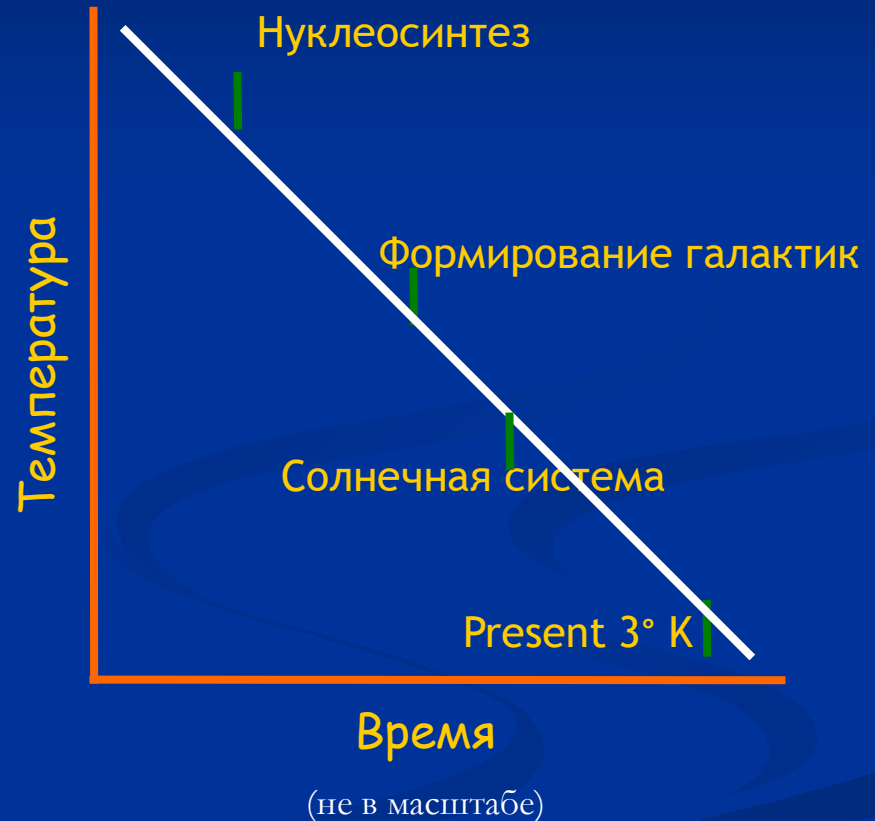 Нуклеосинтез
Формирование галактик
Температура
Солнечная система
Present 3° K
Время
(не в масштабе)